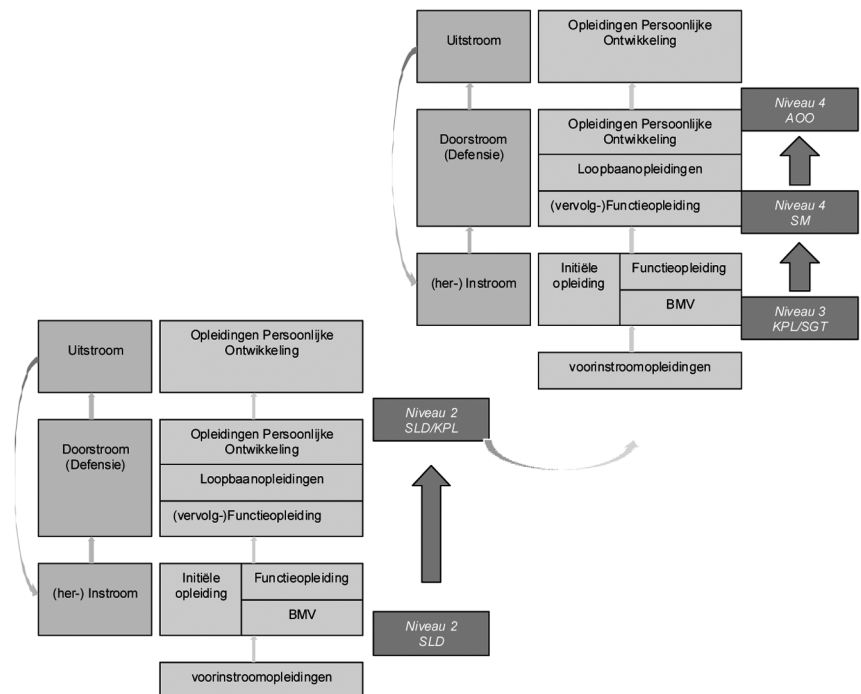 Uitstroom
Opleidingen Persoonlijke
Ontwikkeling
Doorstroom
(Defensie)
Opleidingen Persoonlijke
Ontwikkeling
Loopbaanopleidingen
(vervolg-)Functieopleiding
(her-) Instroom
Initiële
opleiding
Functieopleiding
BMV
voorinstroomopleidingen
Niveau 4
AOO
Niveau 4
SM
Niveau 3
KPL/SGT
Uitstroom
Opleidingen Persoonlijke
Ontwikkeling
Doorstroom
(Defensie)
Opleidingen Persoonlijke
Ontwikkeling
Loopbaanopleidingen
(vervolg-)Functieopleiding
(her-) Instroom
Initiële
opleiding
Functieopleiding
BMV
voorinstroomopleidingen
Niveau 2
SLD/KPL
Niveau 2
SLD